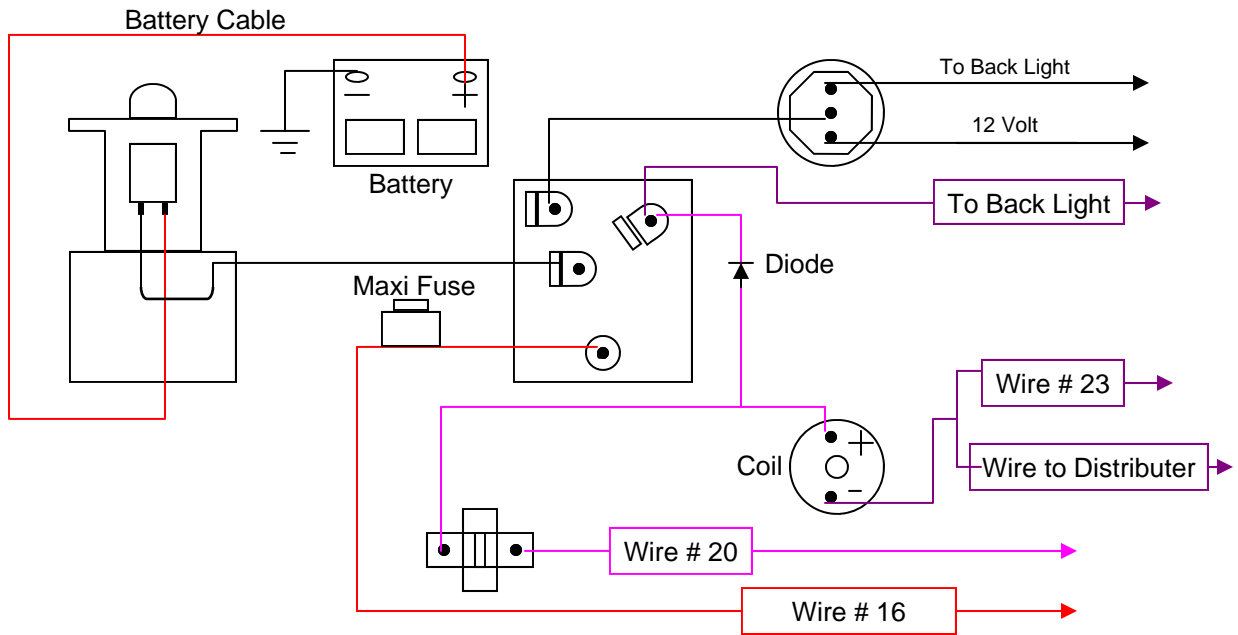 Battery Cable
To Back Light
12 Volt
Battery
To Back Light
Diode
Maxi Fuse
Wire # 23
Coil
Wire to Distributer
Wire # 20
Wire # 16